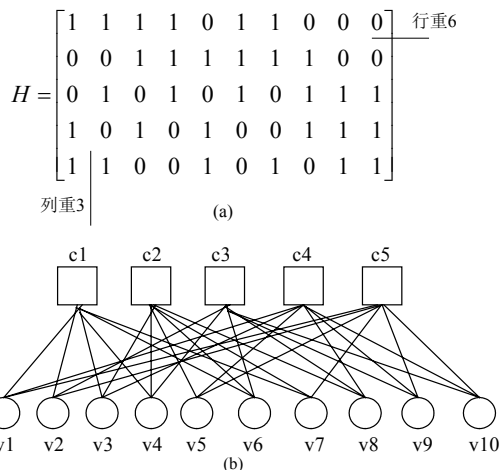 1 1 1 1 0 1 1 0 0 0 行重6
0 0 1 1 1 1 1 1 0 0
H = 0 1 0 1 0 1 0 1 1 1
1 0 1 0 1 0 0 1 1 1
1 1 0 0 1 0 1 0 1 1
列重3
(a)
c1 c2 c3 c4 c5
v1 v2 v3 v4 v5 v6 v7 v8 v9 v10
(b)